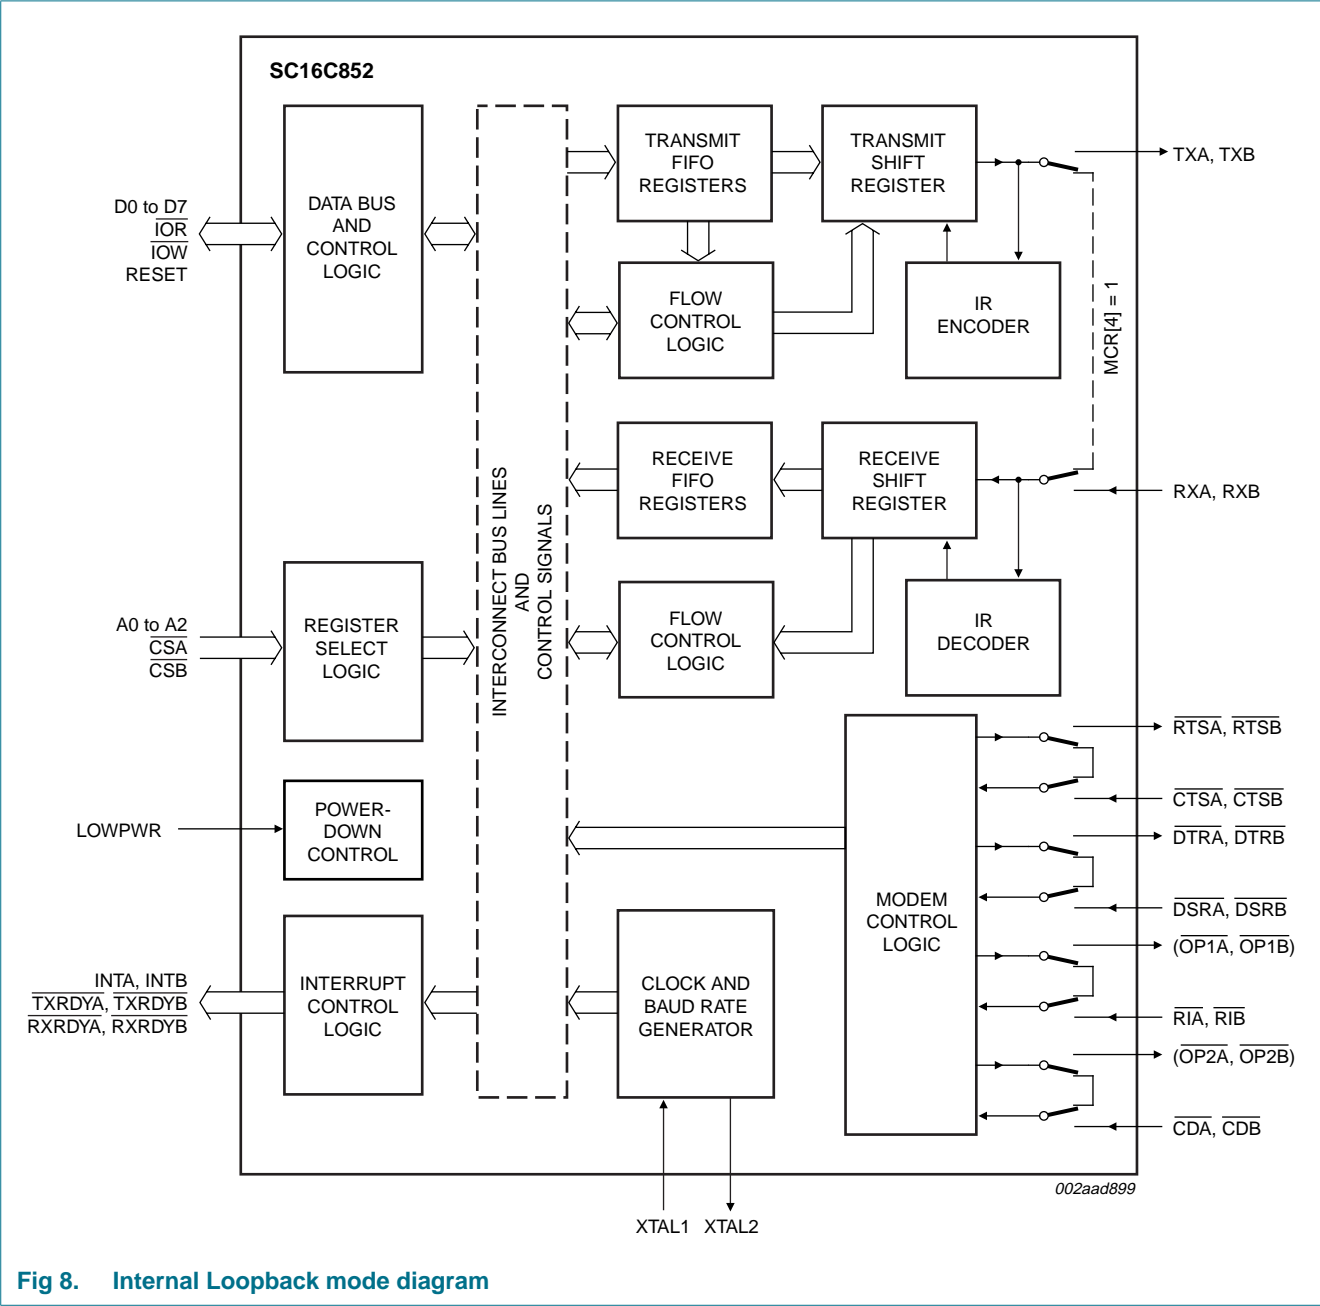 SC16C852
D0 to D7
IOR
IOW
RESET
DATA BUS
AND
CONTROL
LOGIC
TRANSMIT
FIFO
REGISTERS
TRANSMIT
SHIFT
REGISTER
TXA, TXB
FLOW
CONTROL
LOGIC
IR
ENCODER
MCR[4] = 1
RECEIVE
FIFO
REGISTERS
RECEIVE
SHIFT
REGISTER
RXA, RXB
INTERCONNECT BUS LINES
AND
CONTROL SIGNALS
A0 to A2
CSA
CSB
REGISTER
SELECT
LOGIC
FLOW
CONTROL
LOGIC
IR
DECODER
LOWPWR
POWER-
DOWN
CONTROL
MODEM
CONTROL
LOGIC
RTSA, RTSB
CTSA, CTSB
DTRA, DTRB
DSRA, DSRB
(OP1A, OP1B)
RIA, RIB
(OP2A, OP2B)
CDA, CDB
INTA, INTB
TXRDYA, TXRDYB
RXRDYA, RXRDYB
INTERRUPT
CONTROL
LOGIC
CLOCK AND
BAUD RATE
GENERATOR
XTAL1 XTAL2
002aad899
Fig 8. Internal Loopback mode diagram